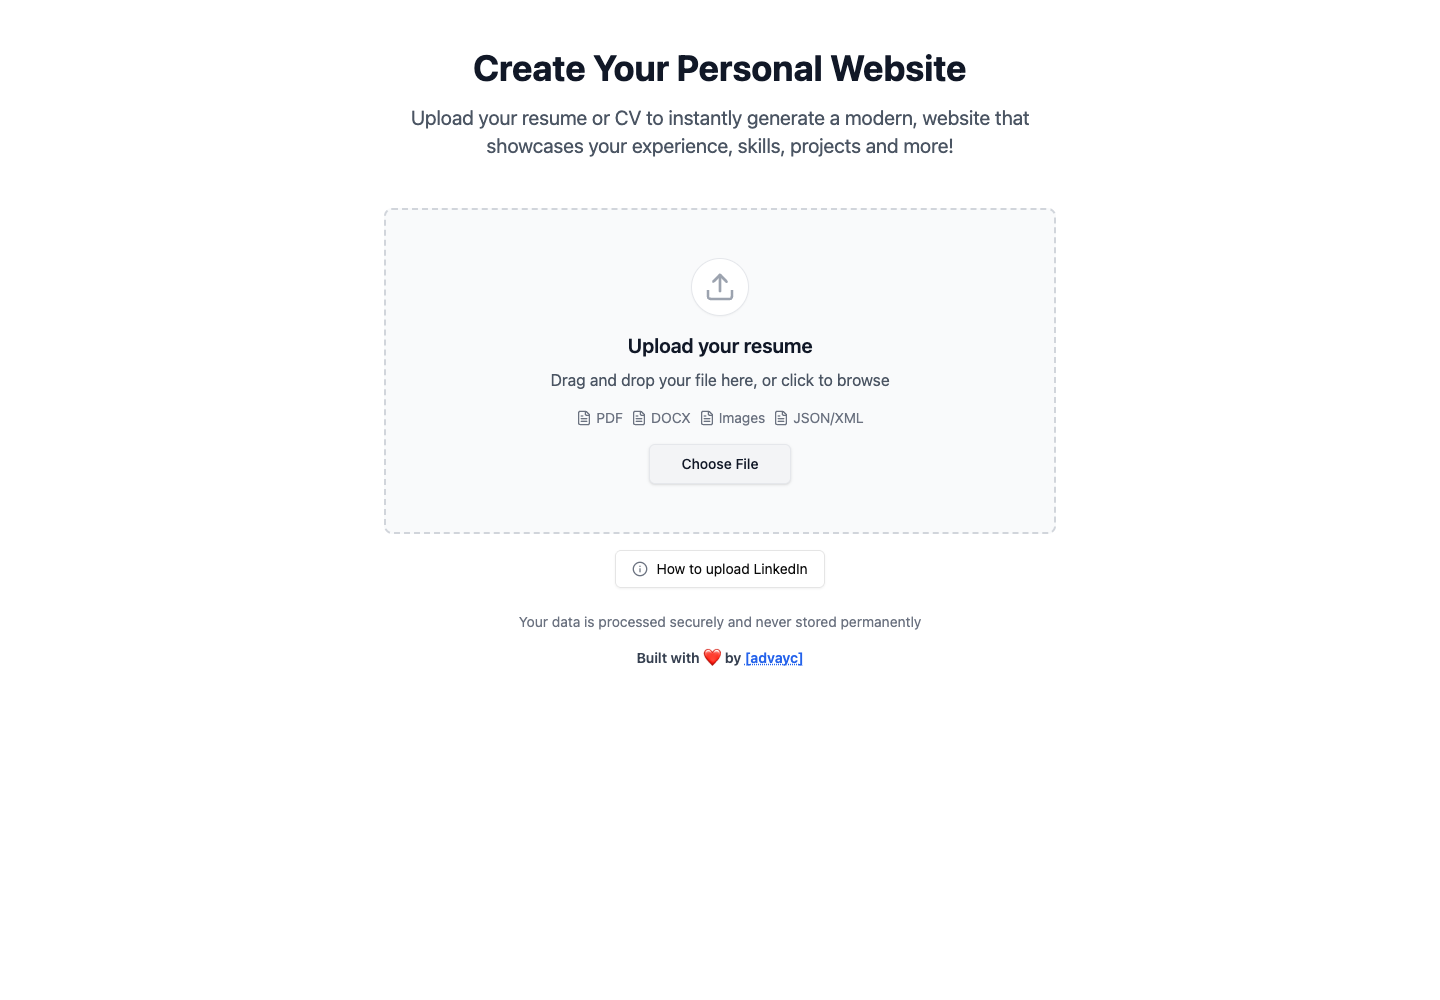 Create Your Personal Website
Upload your resume or CV to instantly generate a modern, website that
showcases your experience, skills, projects and more!
Upload your resume
Drag and drop your file here, or click to browse
PDF DOCX Images JSON/XML
Choose File
How to upload LinkedIn
Your data is processed securely and never stored permanently
Built with ❤️ by [advayc]